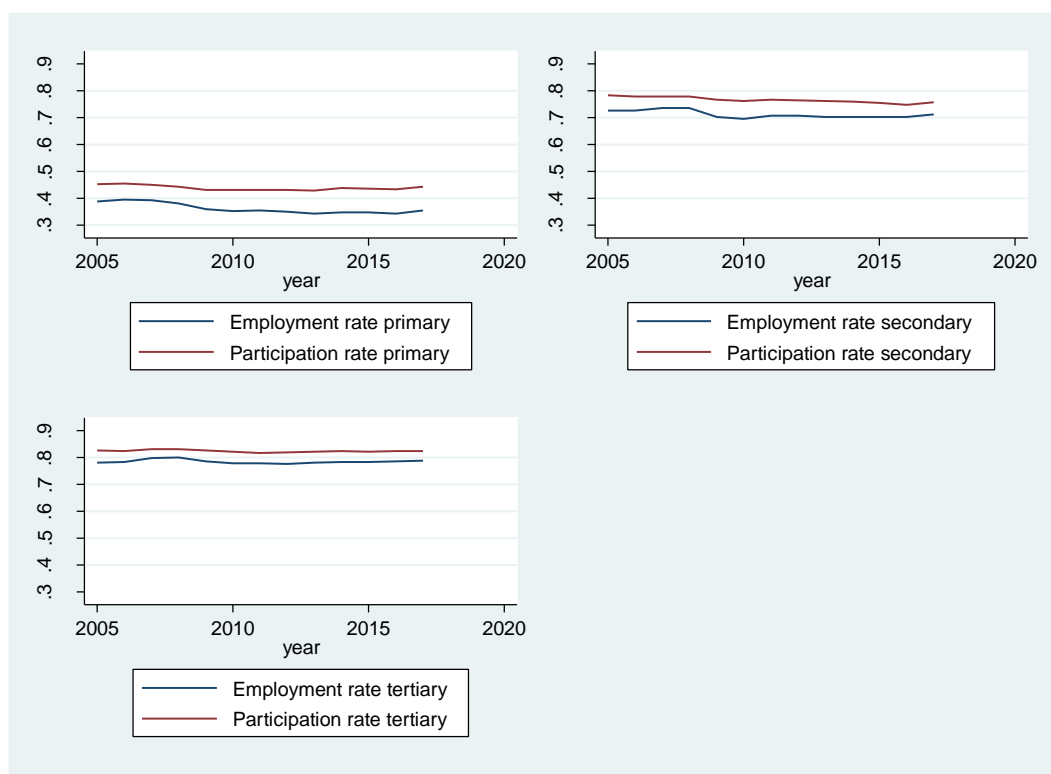 .9
.8
.7
.6
.5
.4
.3
2005 2010 2015 2020
year
Employment rate primary
Participation rate primary
.9
.8
.7
.6
.5
.4
.3
2005 2010 2015 2020
year
Employment rate secondary
Participation rate secondary
.9
.8
.7
.6
.5
.4
.3
2005 2010 2015 2020
year
Employment rate tertiary
Participation rate tertiary